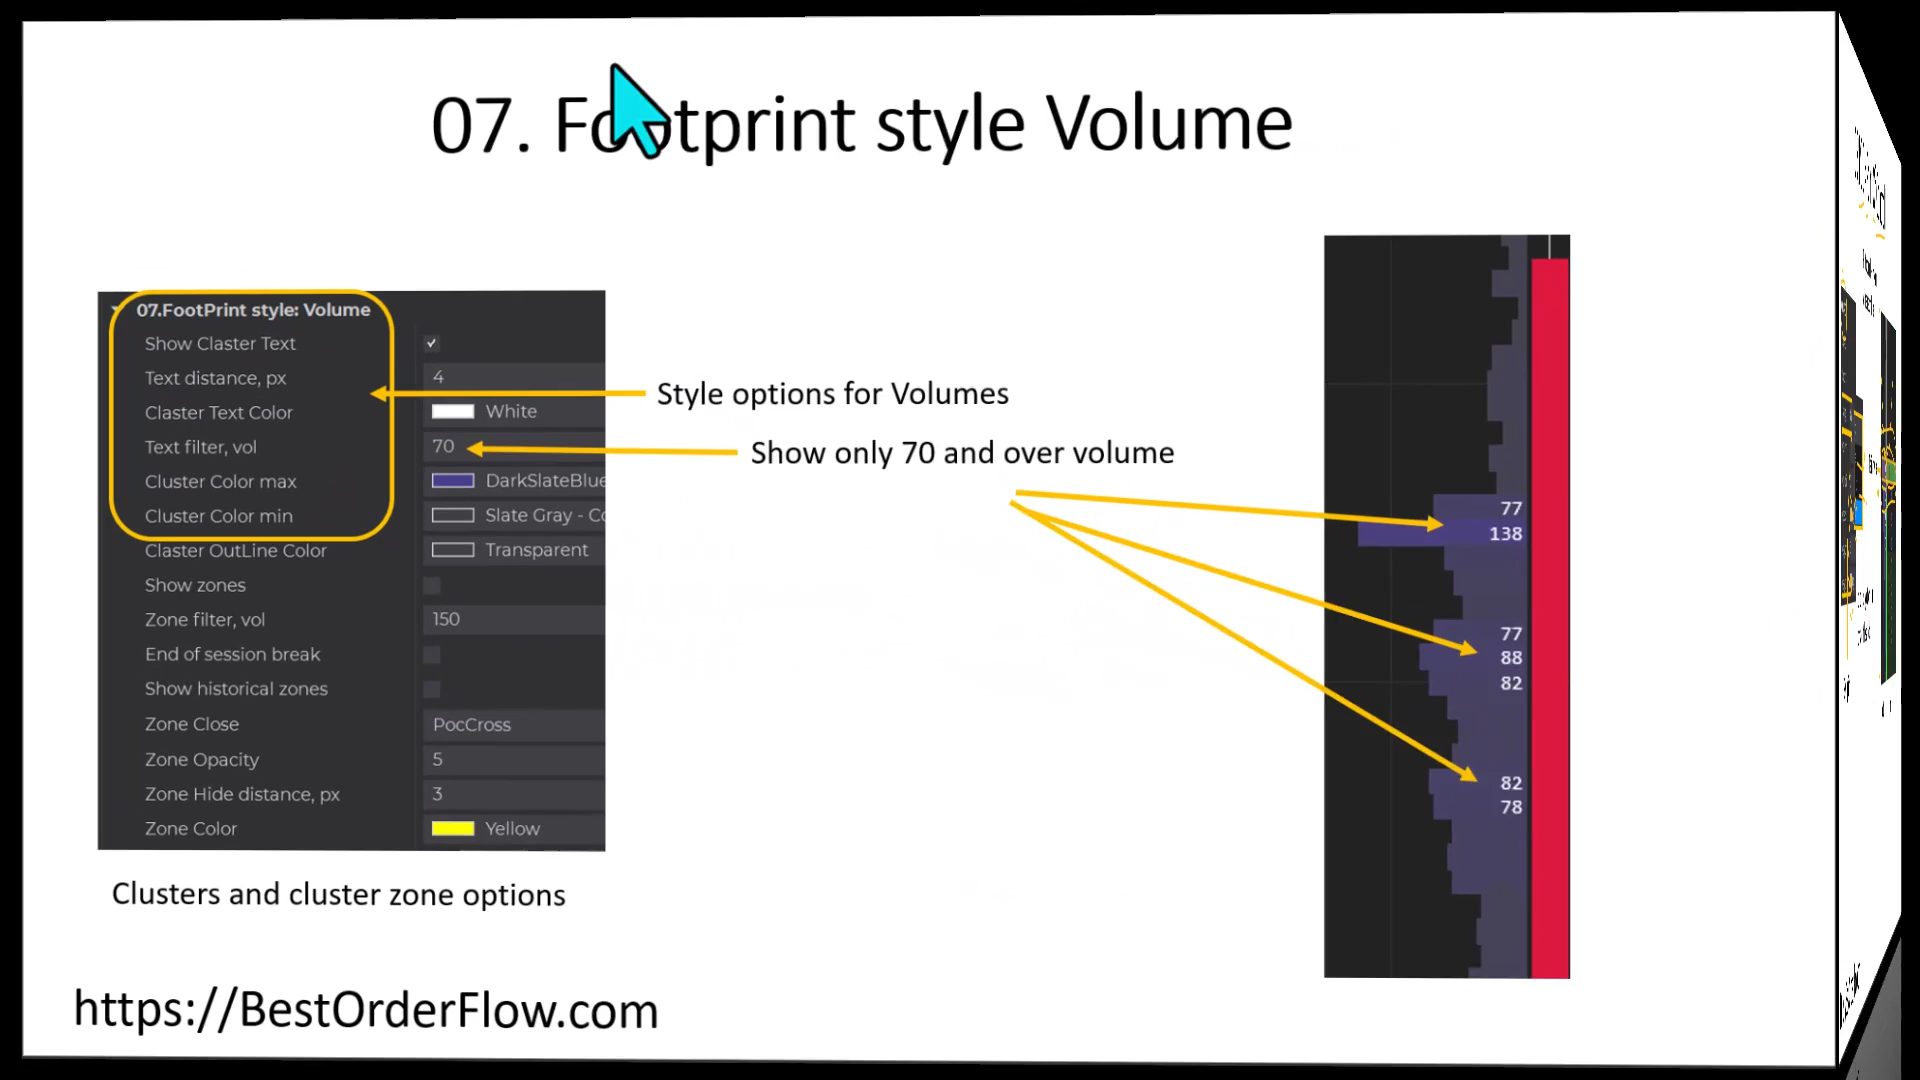 07. Footprint style Volume
07.FootPrint style: Volume
Show Claster Text
Text distance, px
4
Claster Text Color
White
Text filter, vol
70
Cluster Color max
DarkSlateBlue
Cluster Color min
Slate Gray - Co
Claster OutLine Color
Transparent
Show zones
Zone filter, vol
150
End of session break
Show historical zones
Zone Close
PocCross
Zone Opacity
5
Zone Hide distance, px
3
Zone Color
Yellow
Style options for Volumes
Show only 70 and over volume
77
138
77
88
82
82
78
Clusters and cluster zone options
https://BestOrderFlow.com